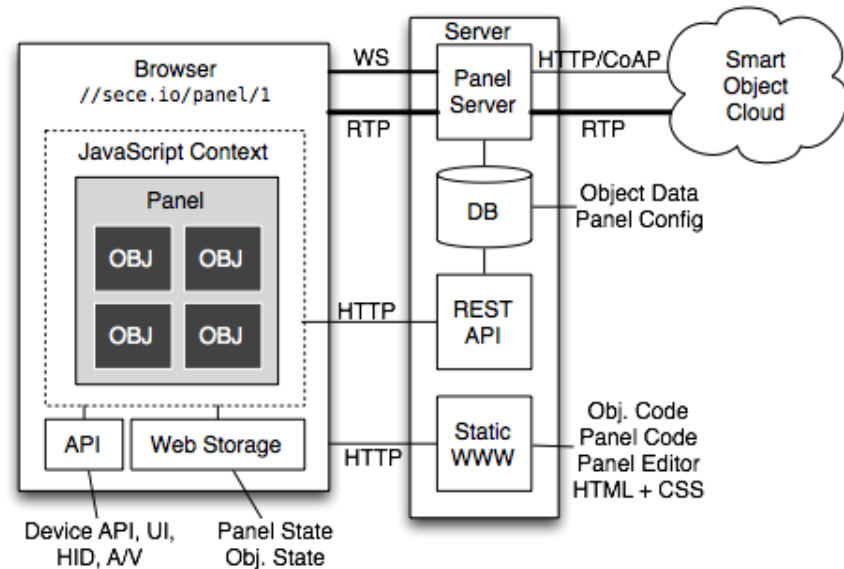 Browser
//sece.io/panel/1
JavaScript Context
Panel
OBJ
OBJ
OBJ
OBJ
API
Web Storage
Device API, UI,
HID, A/V
Panel State
Obj. State
WS
RTP
HTTP
HTTP
Server
Panel
Server
DB
REST
API
Static
WWW
HTTP/CoAP
RTP
Smart
Object
Cloud
Object Data
Panel Config
Obj. Code
Panel Code
Panel Editor
HTML + CSS